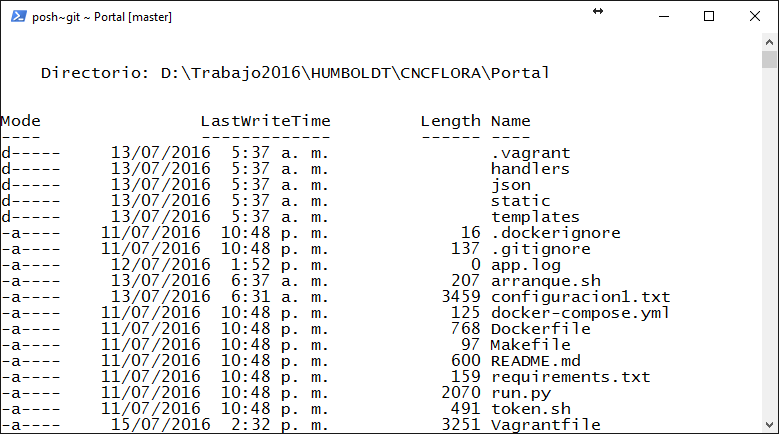 posh~git ~ Portal [master]
Directorio: D:\Trabajo2016\HUMBOLDT\CNCFLORA\Portal
Mode                LastWriteTime         Length Name
----                -------------         ------ ----
d-----     13/07/2016  5:37 a. m.                .vagrant
d-----     13/07/2016  5:37 a. m.                handlers
d-----     13/07/2016  5:37 a. m.                json
d-----     13/07/2016  5:37 a. m.                static
d-----     13/07/2016  5:37 a. m.                templates
-a----    11/07/2016  10:48 p. m.             16 .dockerignore
-a----    11/07/2016  10:48 p. m.            137 .gitignore
-a----     12/07/2016  1:52 p. m.              0 app.log
-a----     13/07/2016  6:37 a. m.            207 arranque.sh
-a----     13/07/2016  6:31 a. m.           3459 configuracion1.txt
-a----    11/07/2016  10:48 p. m.            125 docker-compose.yml
-a----    11/07/2016  10:48 p. m.            768 Dockerfile
-a----    11/07/2016  10:48 p. m.             97 Makefile
-a----    11/07/2016  10:48 p. m.            600 README.md
-a----    11/07/2016  10:48 p. m.            159 requirements.txt
-a----    11/07/2016  10:48 p. m.           2070 run.py
-a----    11/07/2016  10:48 p. m.            491 token.sh
-a----     15/07/2016  2:32 p. m.           3251 Vagrantfile